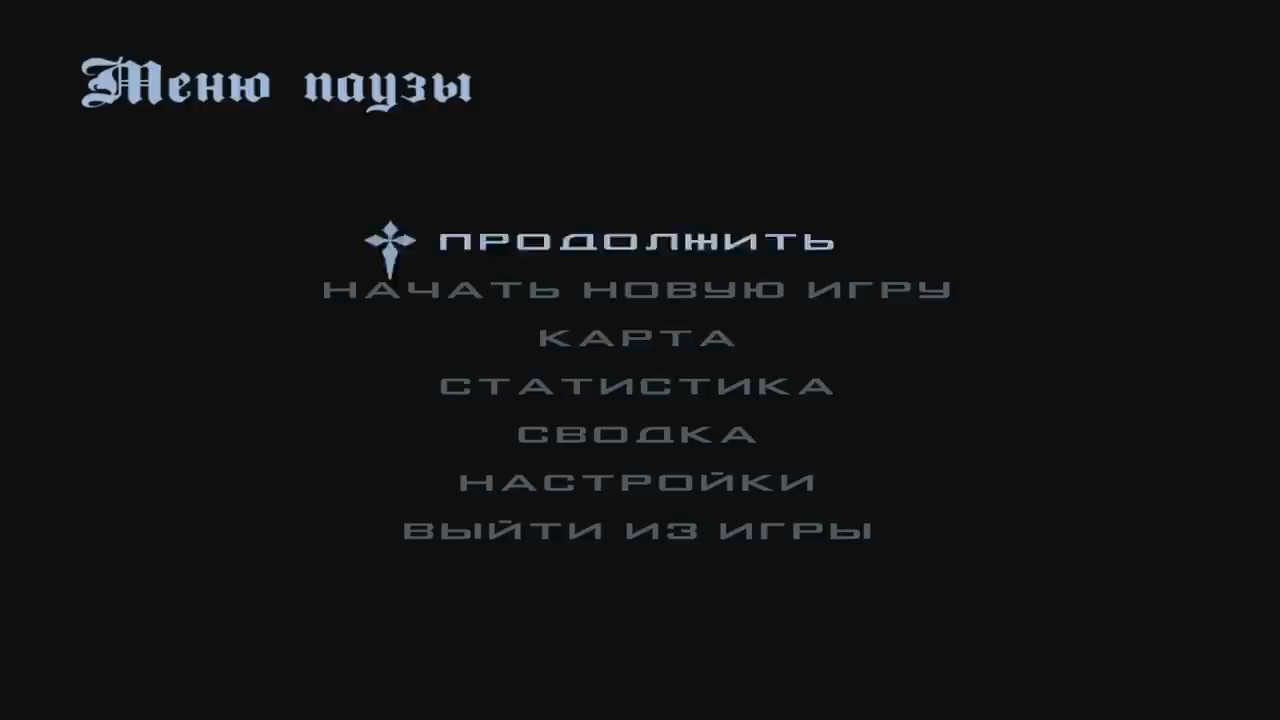 Меню паузы
ПРОДОЛЖИТЬ
НАЧАТЬ НОВУЮ ИГРУ
КАРТА
СТАТИСТИКА
СВОДКА
НАСТРОЙКИ
ВЫЙТИ ИЗ ИГРЫ